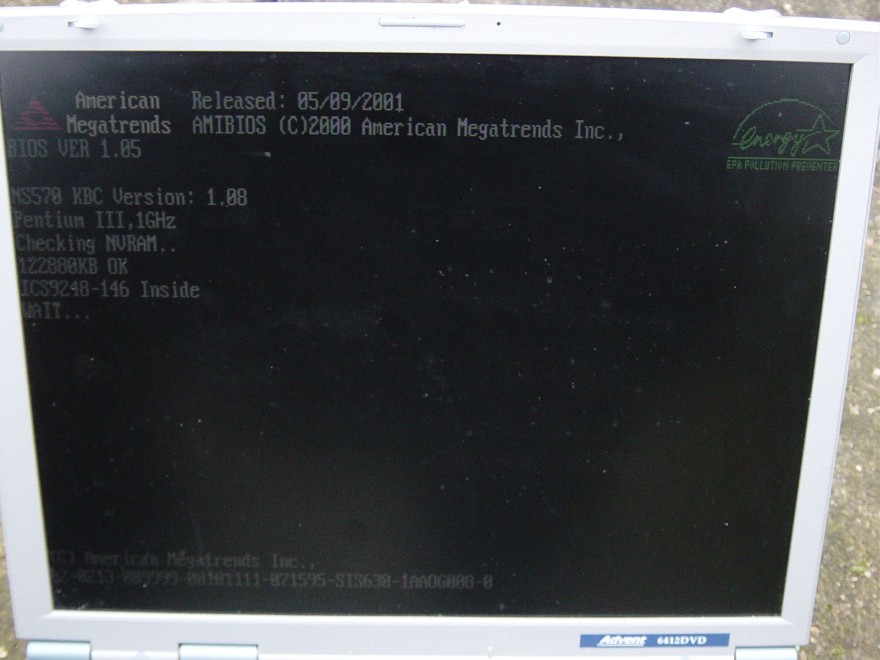 American Released: 05/09/2001
Megatrends AMIBIOS (C)2000 American Megatrends Inc.,
BIOS VER 1.05
energy
EPA POLLUTION PREVENTER
NS570 KBC Version: 1.08
Pentium III,1GHz
Checking NVRAM..
122880KB OK
ICS9248-146 Inside
WAIT...
(C) American Megatrends Inc.,
62-0213-009999-00101111-071595-SIS630-1AAOG008-0
Advent 6412DVD